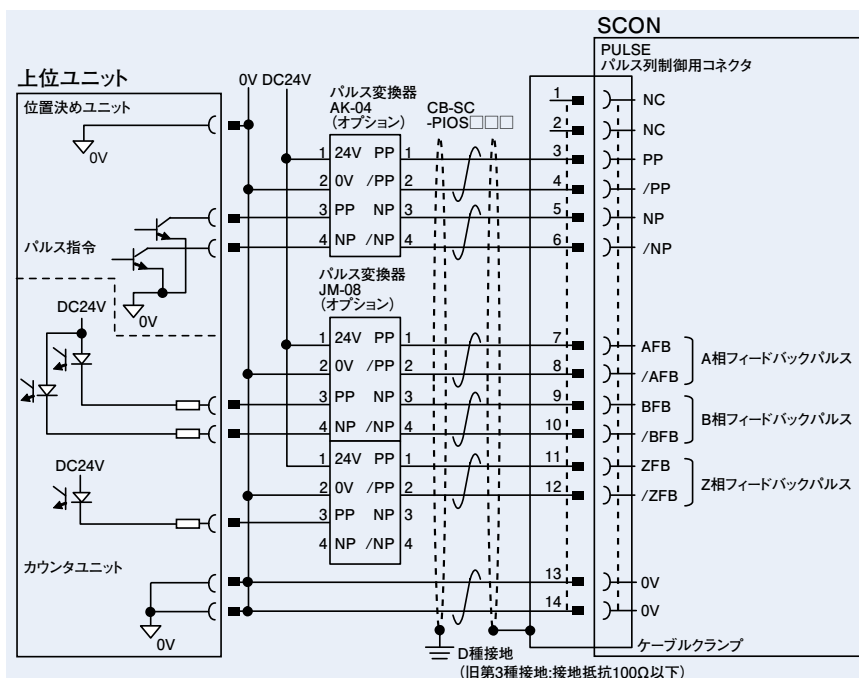 SCON
PULSE
パルス列制御用コネクタ
上位ユニット
0V DC24V
位置決めユニット
0V
パルス指令
0V
DC24V
DC24V
カウンタユニット
0V
パルス変換器
AK-04
(オプション)
1 24V PP 1
2 0V /PP 2
3 PP NP 3
4 NP /NP 4
パルス変換器
JM-08
(オプション)
1 24V PP 1
2 0V /PP 2
3 PP NP 3
4 NP /NP 4
1 24V PP 1
2 0V /PP 2
3 PP NP 3
4 NP /NP 4
CB-SC
-PIOS□□□
1 NC
2 NC
3 PP
4 /PP
5 NP
6 /NP
7 AFB
8 /AFB
A相フィードバックパルス
9 BFB
10 /BFB
B相フィードバックパルス
11 ZFB
12 /ZFB
Z相フィードバックパルス
13 0V
14 0V
ケーブルクランプ
D種接地
(旧第3種接地:接地抵抗100Ω以下)